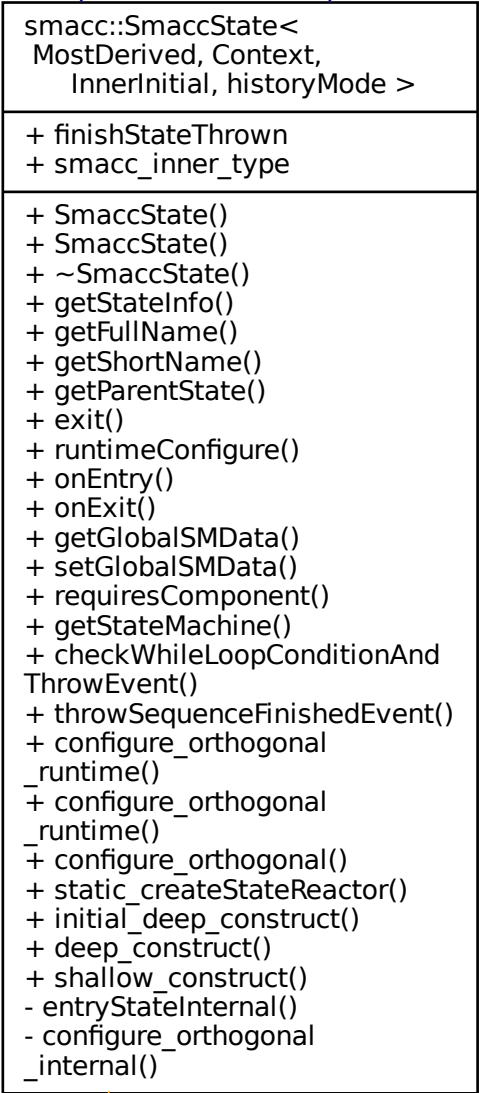 smacc::SmaccState<
MostDerived, Context,
InnerInitial, historyMode >
+ finishStateThrown
+ smacc_inner_type
+ SmaccState()
+ SmaccState()
+ ~SmaccState()
+ getStateInfo()
+ getFullName()
+ getShortName()
+ getParentState()
+ exit()
+ runtimeConfigure()
+ onEntry()
+ onExit()
+ getGlobalSMData()
+ setGlobalSMData()
+ requiresComponent()
+ getStateMachine()
+ checkWhileLoopConditionAnd
ThrowEvent()
+ throwSequenceFinishedEvent()
+ configure_orthogonal
_runtime()
+ configure_orthogonal
_runtime()
+ configure_orthogonal()
+ static_createStateReactor()
+ initial_deep_construct()
+ deep_construct()
+ shallow_construct()
- entryStateInternal()
- configure_orthogonal
_internal()